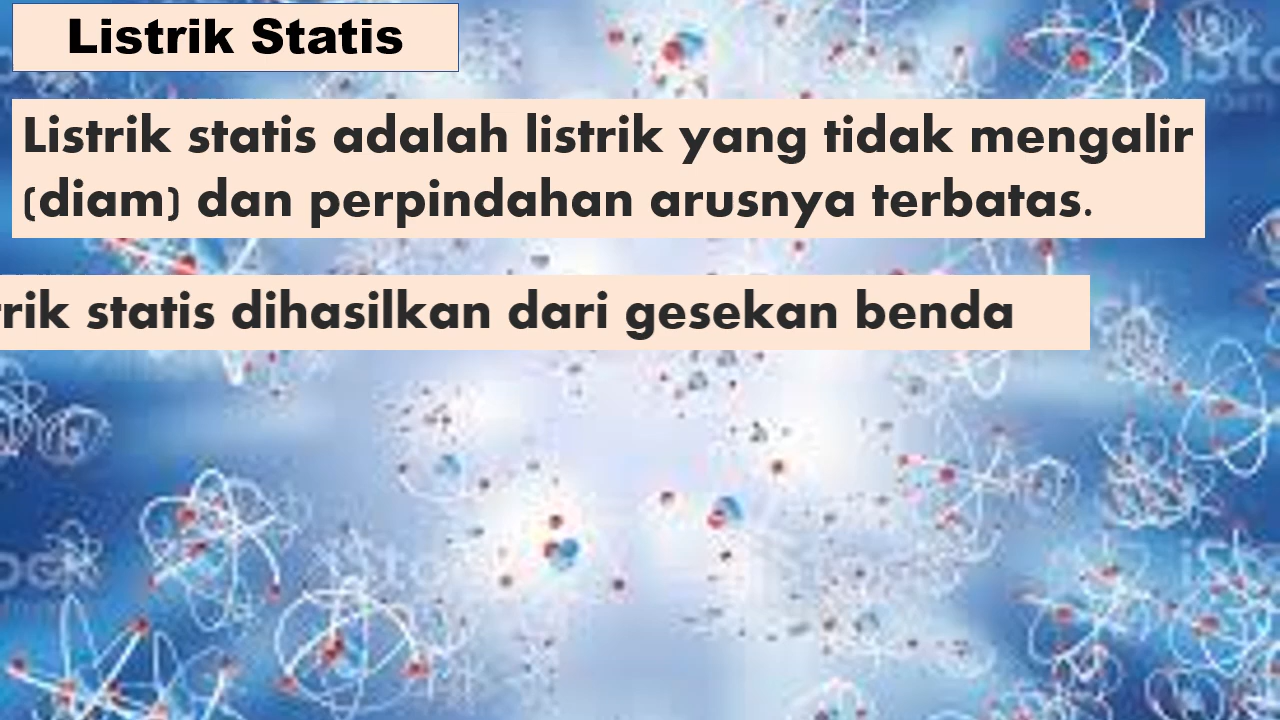 Listrik Statis
Listrik statis adalah listrik yang tidak mengalir
(diam) dan perpindahan arusnya terbatas.
statis dihasilkan dari gesekan benda